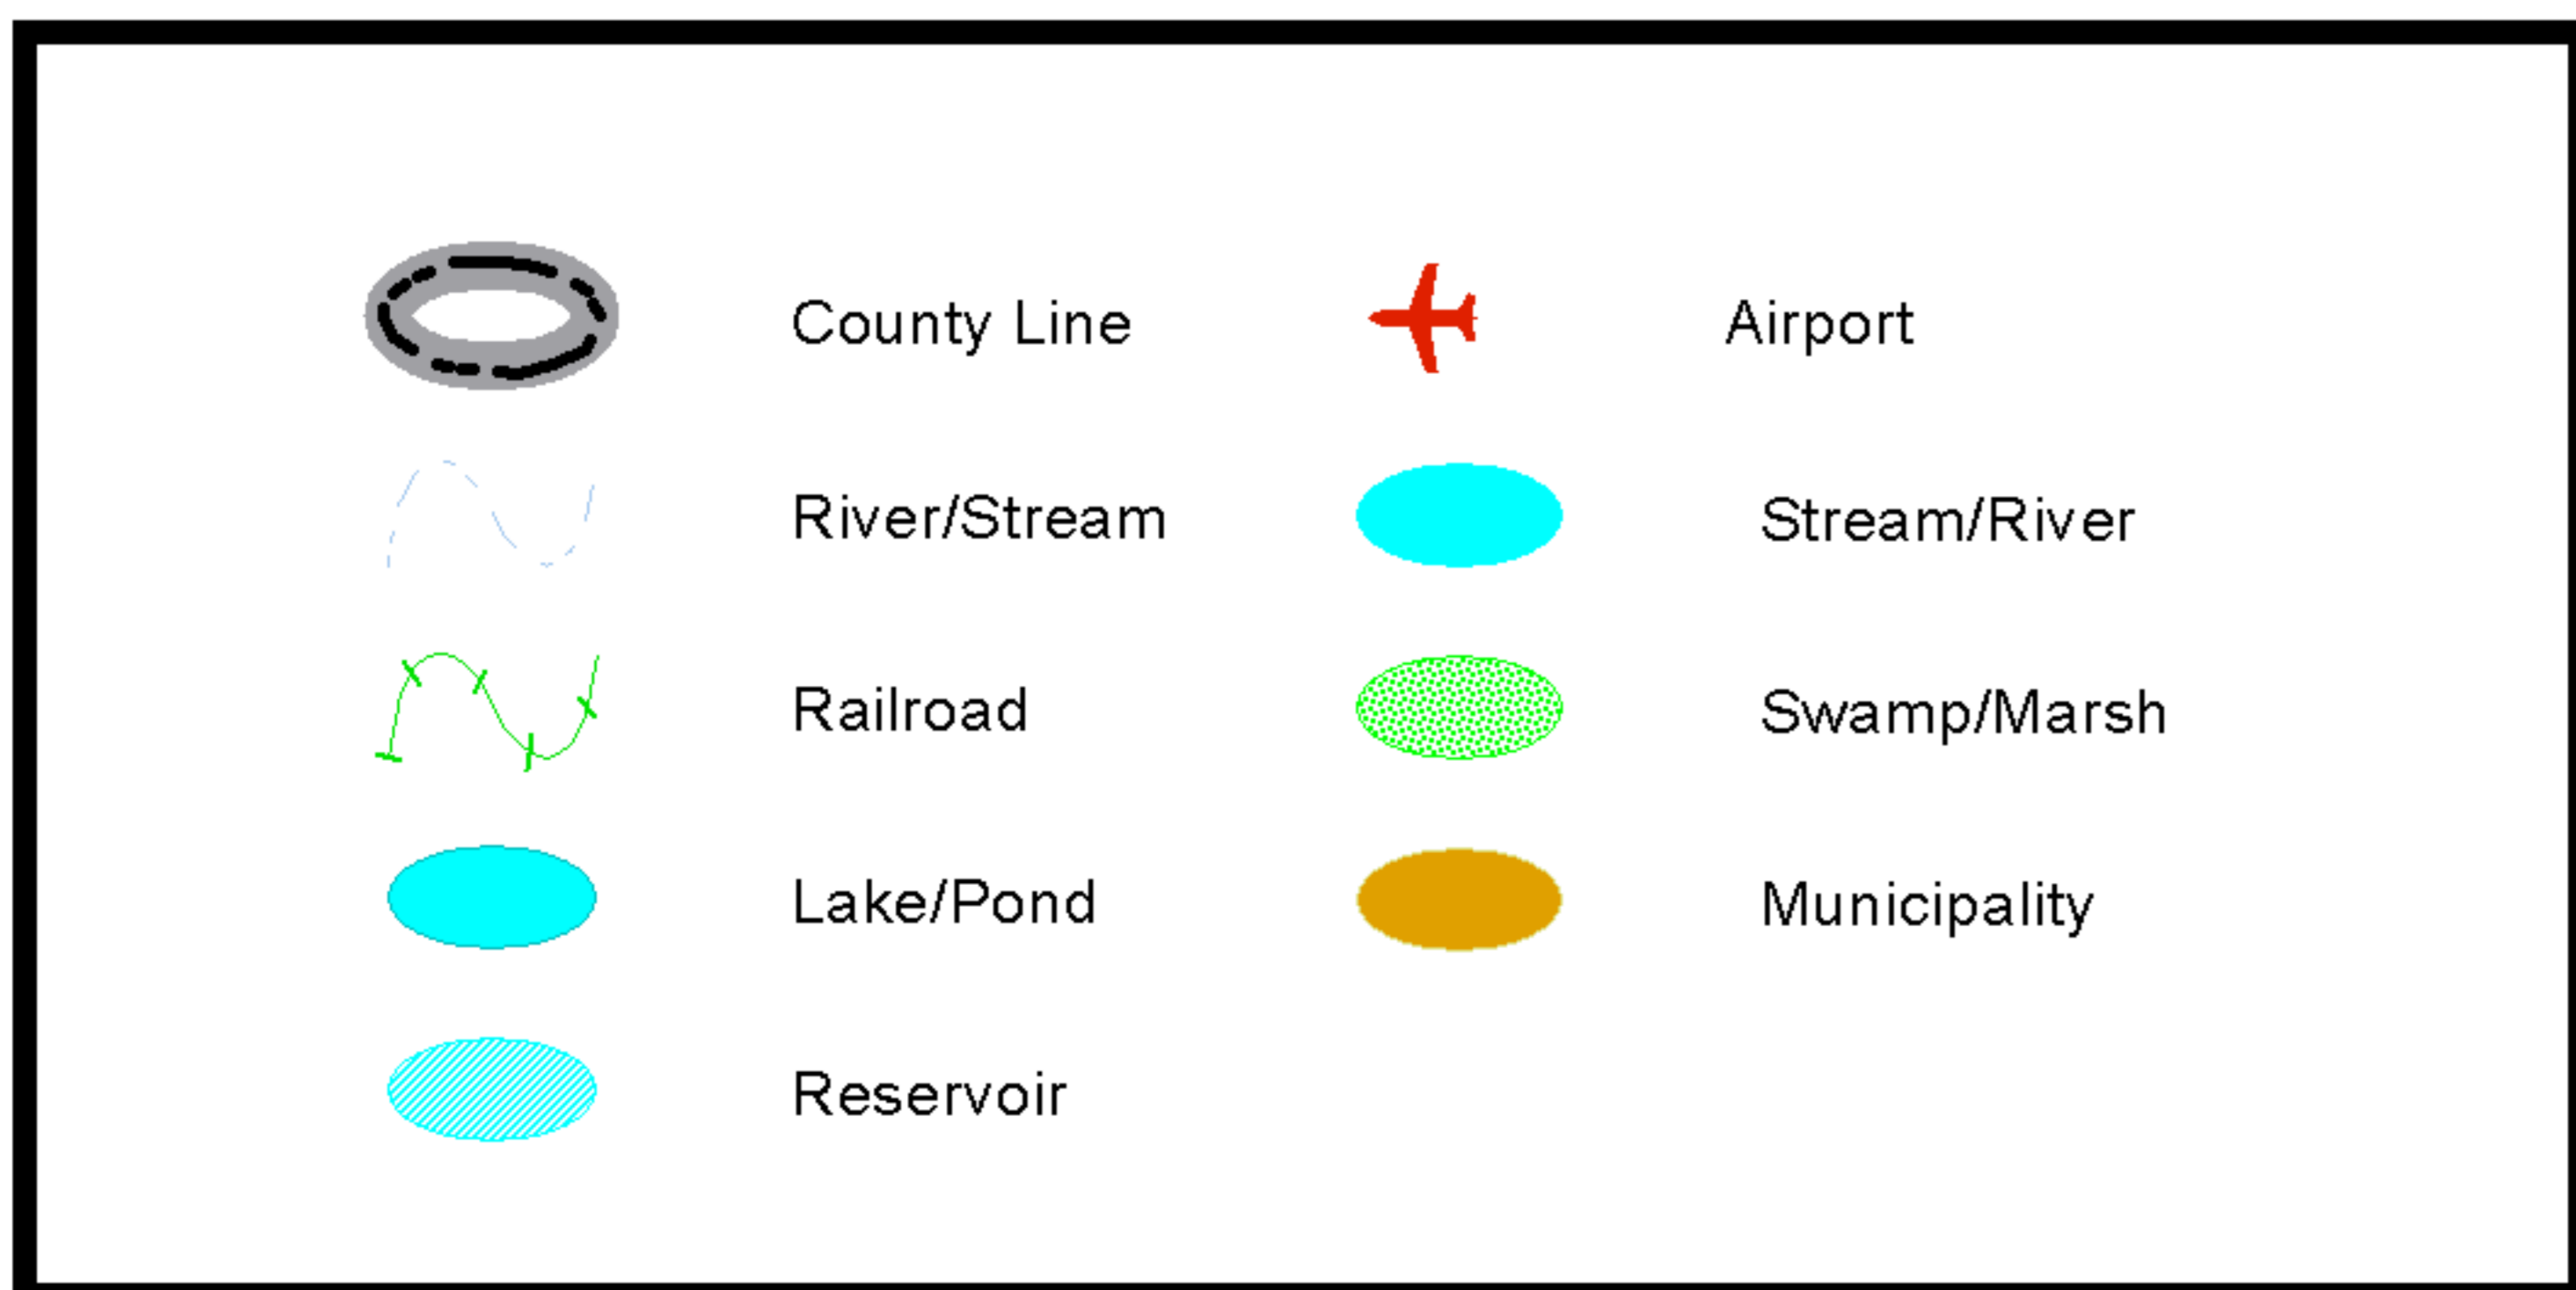 County Line
Airport
River/Stream
Stream/River
Railroad
Swamp/Marsh
Lake/Pond
Municipality
Reservoir